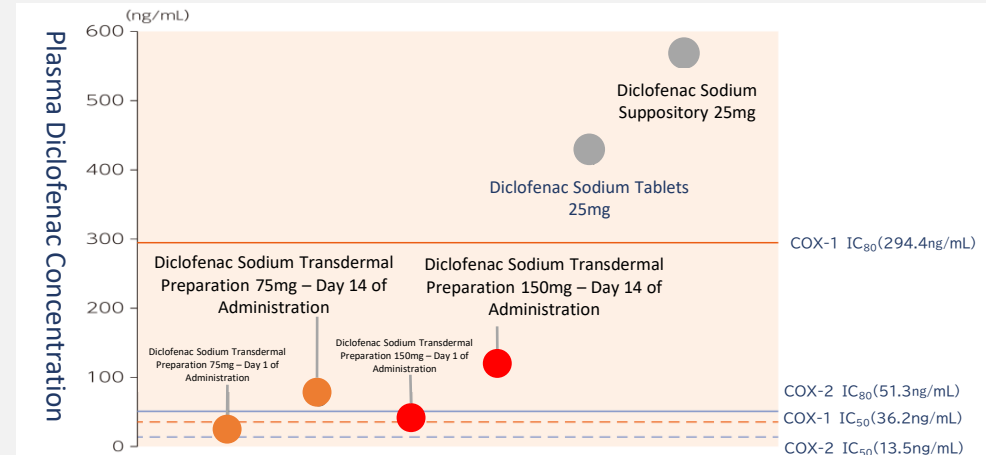 (ng/mL)
Plasma Diclofenac Concentration
600
500
400
300
200
100
0
Diclofenac Sodium
Suppository 25mg
Diclofenac Sodium Tablets
25mg
COX-1 IC80(294.4ng/mL)
Diclofenac Sodium Transdermal
Preparation 75mg – Day 14 of
Administration
Diclofenac Sodium Transdermal
Preparation 150mg – Day 14 of
Administration
Diclofenac Sodium Transdermal
Preparation 75mg – Day 1 of
Administration
Diclofenac Sodium Transdermal
Preparation 150mg – Day 1 of
Administration
COX-2 IC80(51.3ng/mL)
COX-1 IC50(36.2ng/mL)
COX-2 IC50(13.5ng/mL)